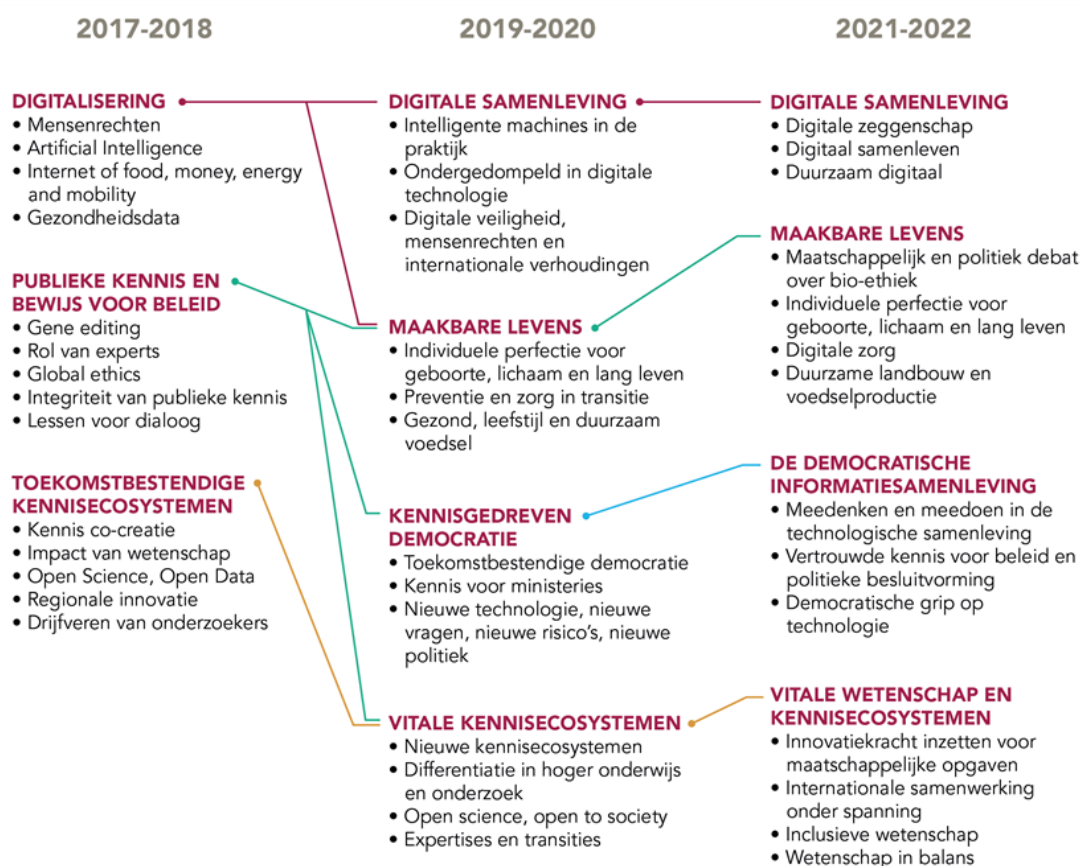 2017-2018
DIGITALISERING
• Mensenrechten
• Artificial Intelligence
• Internet of food, money, energy
and mobility
• Gezondheidsdata
PUBLIEKE KENNIS EN
BEWIJS VOOR BELEID
• Gene editing
• Rol van experts
• Global ethics
• Integriteit van publieke kennis
• Lessen voor dialoog
TOEKOMSTBESTENDIGE
KENNISECOSYSTEMEN
• Kennis co-creatie
• Impact van wetenschap
• Open Science, Open Data
• Regionale innovatie
• Drijfveren van onderzoekers
2019-2020
DIGITALE SAMENLEVING
• Intelligente machines in de
praktijk
• Ondergedompeld in digitale
technologie
• Digitale veiligheid,
mensenrechten en
internationale verhoudingen
MAAKBARE LEVENS
• Individuele perfectie voor
geboorte, lichaam en lang leven
• Preventie en zorg in transitie
• Gezond, leefstijl en duurzaam
voedsel
KENNISGEDREVEN
DEMOCRATIE
• Toekomstbestendige democratie
• Kennis voor ministeries
• Nieuwe technologie, nieuwe
vragen, nieuwe risico's, nieuwe
politiek
VITALE KENNISECOSYSTEMEN
• Nieuwe kennisecosystemen
• Differentiatie in hoger onderwijs
en onderzoek
• Open science, open to society
• Expertises en transities
2021-2022
DIGITALE SAMENLEVING
• Digitale zeggenschap
• Digitaal samenleven
• Duurzaam digitaal
MAAKBARE LEVENS
• Maatschappelijk en politiek debat
over bio-ethiek
• Individuele perfectie voor
geboorte, lichaam en lang leven
• Digitale zorg
• Duurzame landbouw en
voedselproductie
DE DEMOCRATISCHE
INFORMATIESAMENLEVING
• Meedenken en meedoen in de
technologische samenleving
• Vertrouwde kennis voor beleid en
politieke besluitvorming
• Democratische grip op
technologie
VITALE WETENSCHAP EN
KENNISECOSYSTEMEN
• Innovatiekracht inzetten voor
maatschappelijke opgaven
• Internationale samenwerking
onder spanning
• Inclusieve wetenschap
• Wetenschap in balans